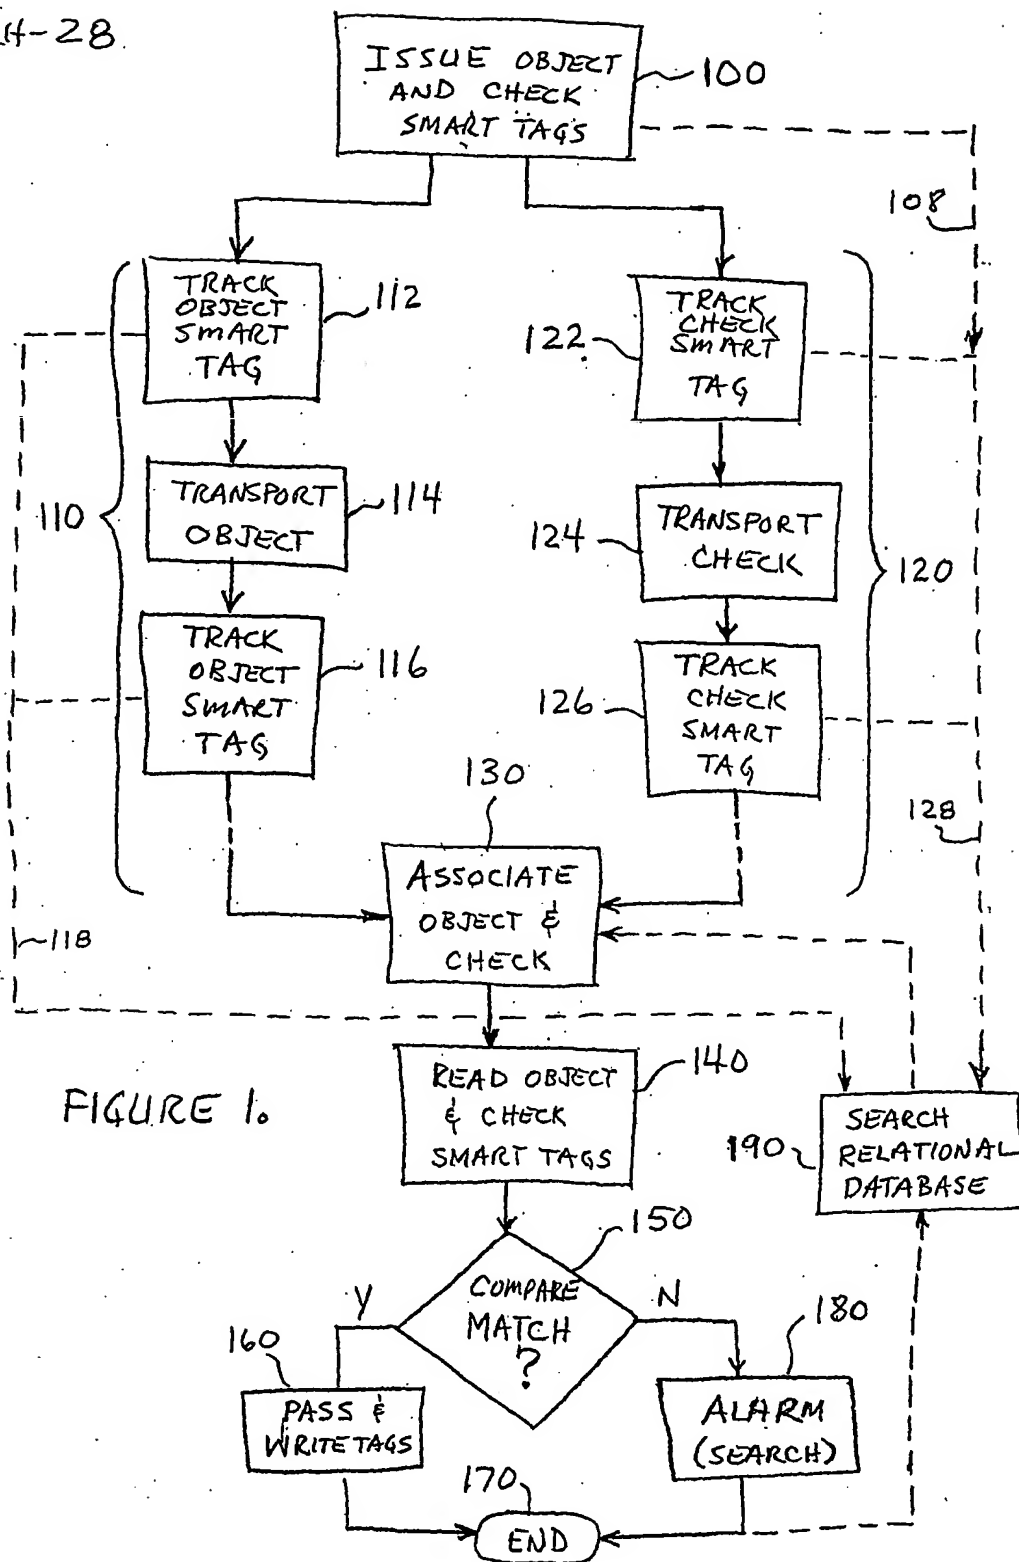 H-28
ISSUE OBJECT
AND CHECK
SMART TAGS
100
108
TRACK
OBJECT
SMART
TAG
112
TRACK
CHECK
SMART
TAG
122
110
TRANSPORT
OBJECT
114
TRANSPORT
CHECK
124
120
TRACK
OBJECT
SMART
TAG
116
TRACK
CHECK
SMART
TAG
126
130
128
ASSOCIATE
OBJECT &
CHECK
118
READ OBJECT
& CHECK
SMART TAGS
140
FIGURE 1.
SEARCH
RELATIONAL
DATABASE
190
150
COMPARE
MATCH
?
Y
N
160
180
PASS &
WRITE TAGS
ALARM
(SEARCH)
170
END